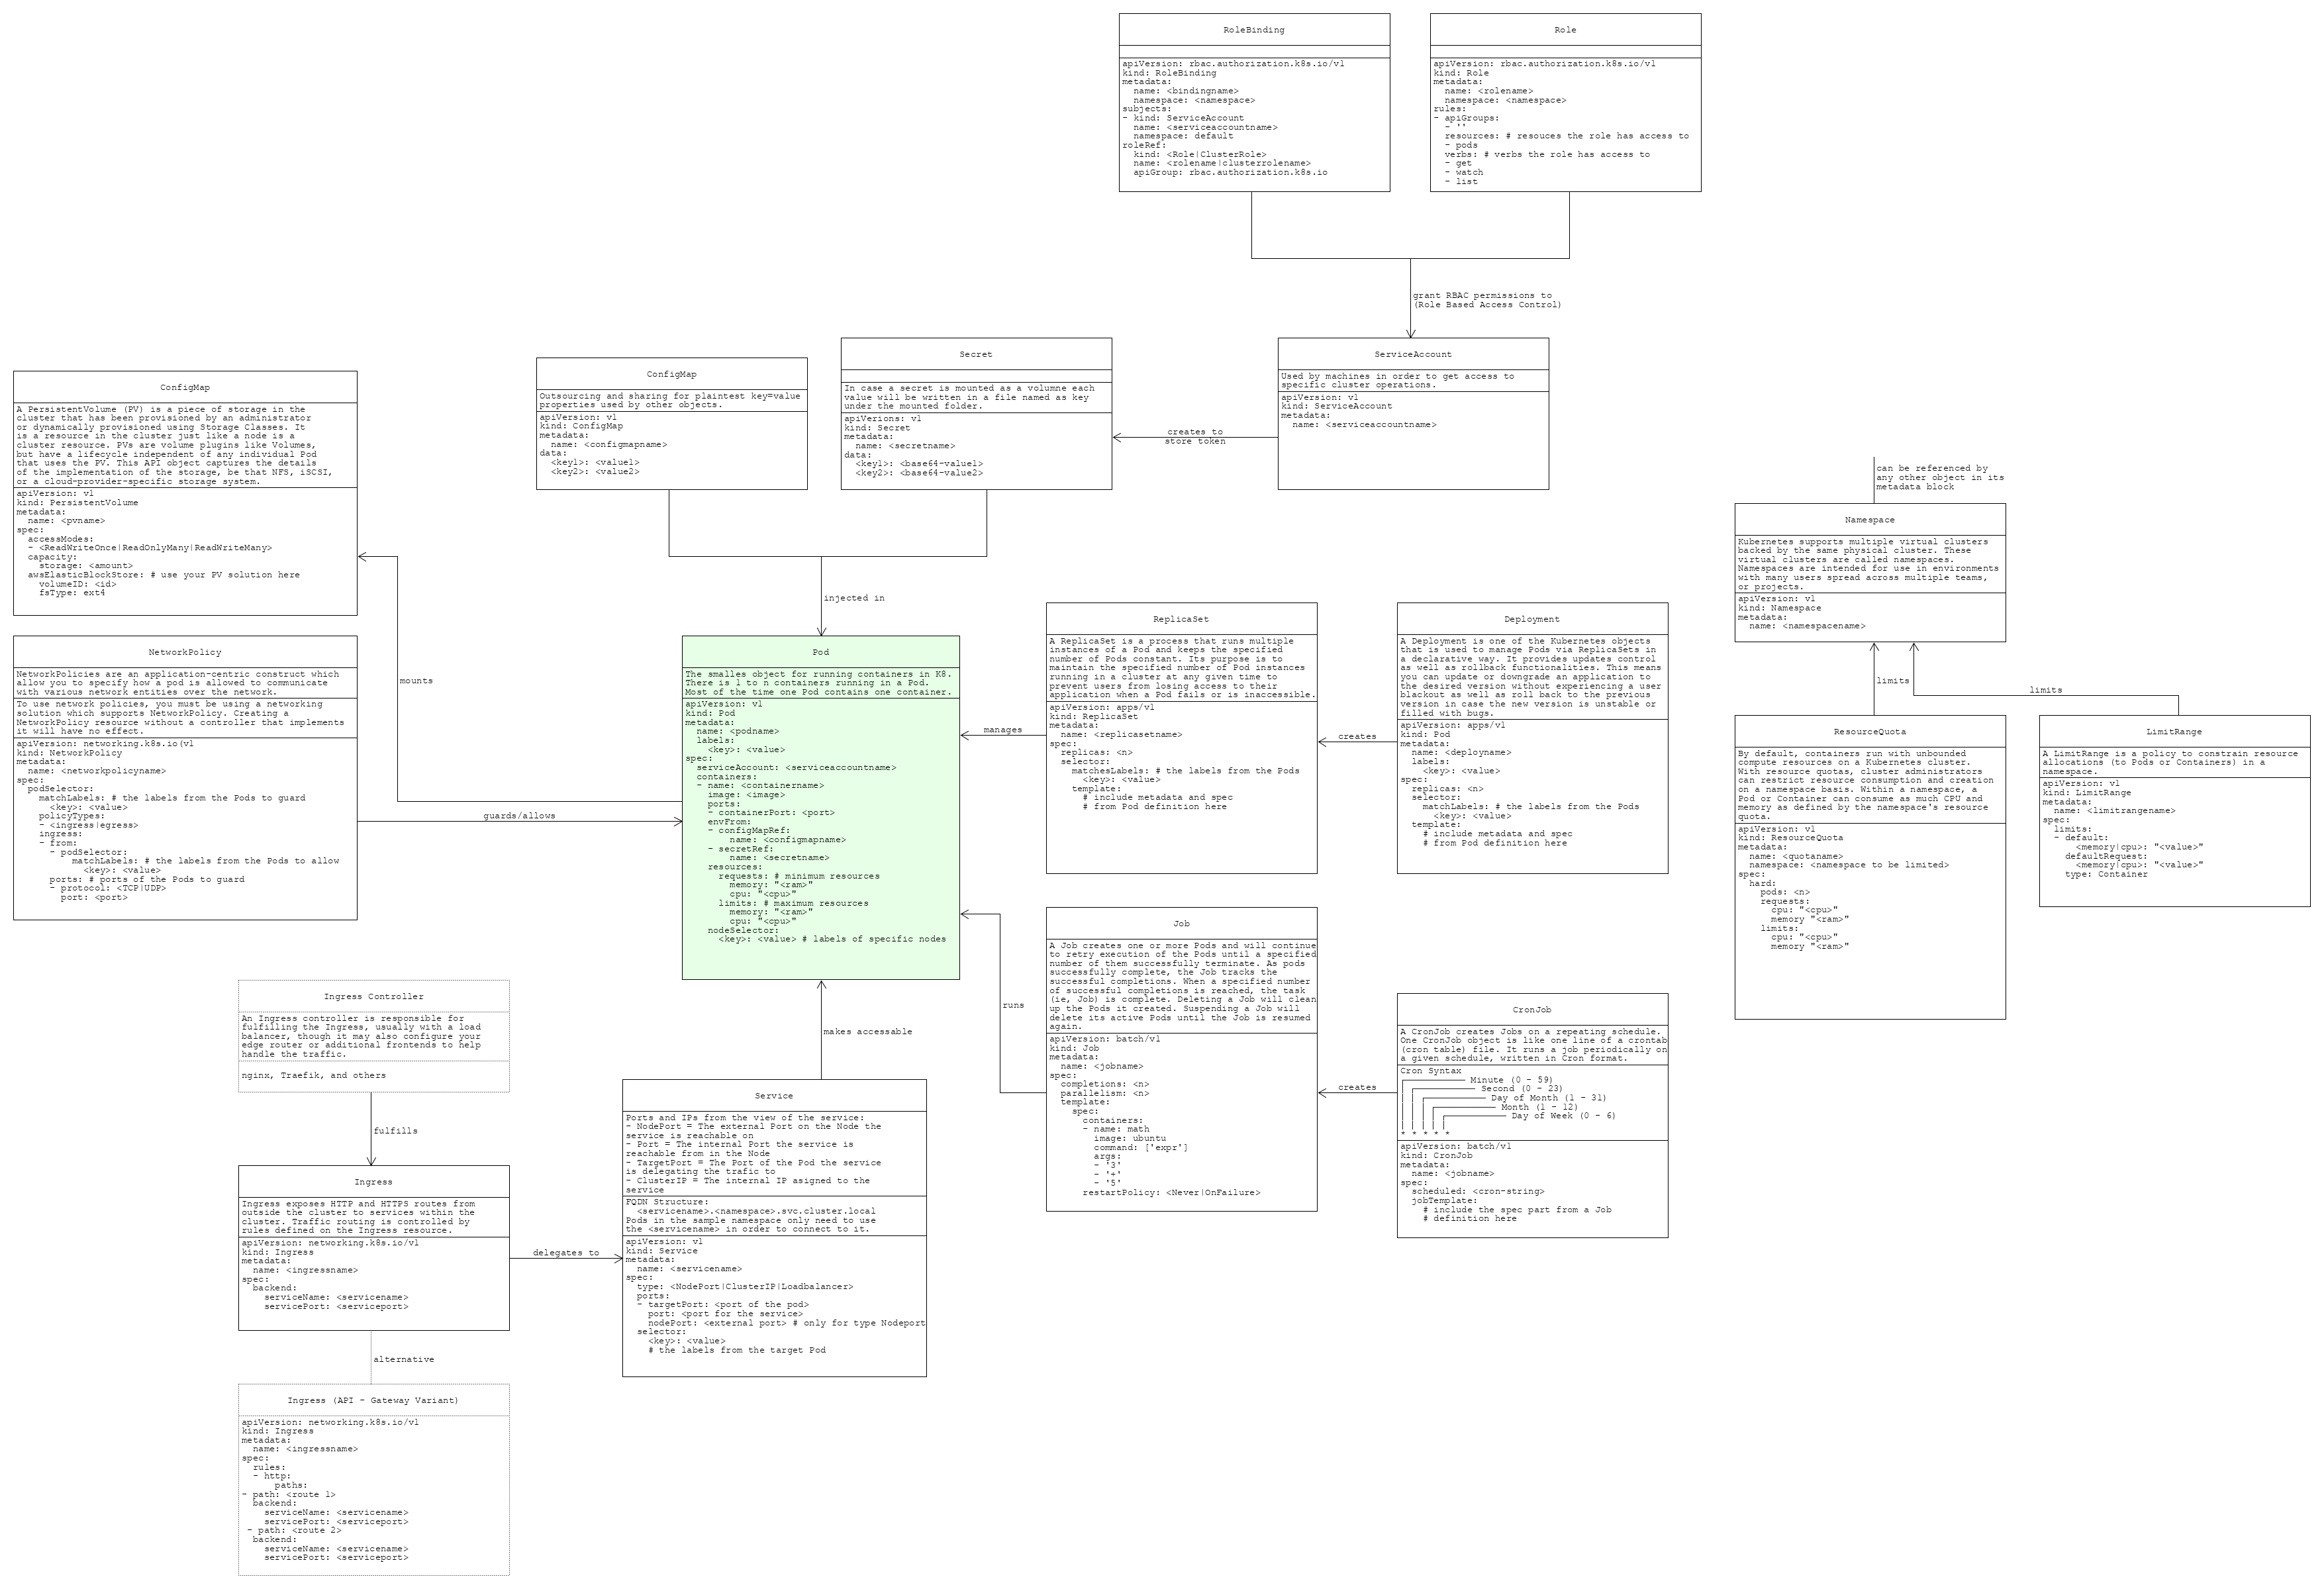 RoleBinding
apiVersion: rbac.authorization.k8s.io/v1
kind: RoleBinding
metadata:
  name: <bindingname>
  namespace: <namespace>
subjects:
- kind: ServiceAccount
  name: <serviceaccountname>
  namespace: default
roleRef:
  kind: <Role|ClusterRole>
  name: <rolename|clusterrolename>
  apiGroup: rbac.authorization.k8s.io
Role
apiVersion: rbac.authorization.k8s.io/v1
kind: Role
metadata:
  name: <rolename>
  namespace: <namespace>
rules:
- apiGroups:
  - ''
  resources: # resouces the role has access to
  - pods
  verbs: # verbs the role has access to
  - get
  - watch
  - list
grant RBAC permissions to
(Role Based Access Control)
ConfigMap
A PersistentVolume (PV) is a piece of storage in the
cluster that has been provisioned by an administrator
or dynamically provisioned using Storage Classes. It
is a resource in the cluster just like a node is a
cluster resource. PVs are volume plugins like Volumes,
but have a lifecycle independent of any individual Pod
that uses the PV. This API object captures the details
of the implementation of the storage, be that NFS, iSCSI,
or a cloud-provider-specific storage system.
apiVersion: v1
kind: PersistentVolume
metadata:
  name: <pvname>
spec:
  accessModes:
  - <ReadWriteOnce|ReadOnlyMany|ReadWriteMany>
  capacity:
    storage: <amount>
  awsElasticBlockStore: # use your PV solution here
    volumeID: <id>
    fsType: ext4
ConfigMap
Outsourcing and sharing for plaintest key=value
properties used by other objects.
apiVersion: v1
kind: ConfigMap
metadata:
  name: <configmapname>
data:
  <key1>: <value1>
  <key2>: <value2>
Secret
In case a secret is mounted as a volumne each
value will be written in a file named as key
under the mounted folder.
apiVerions: v1
kind: Secret
metadata:
  name: <secretname>
data:
  <key1>: <base64-value1>
  <key2>: <base64-value2>
creates to
store token
ServiceAccount
Used by machines in order to get access to
specific cluster operations.
apiVersion: v1
kind: ServiceAccount
metadata:
  name: <serviceaccountname>
can be referenced by
any other object in its
metadata block
Namespace
Kubernetes supports multiple virtual clusters
backed by the same physical cluster. These
virtual clusters are called namespaces.
Namespaces are intended for use in environments
with many users spread across multiple teams,
or projects.
apiVersion: v1
kind: Namespace
metadata:
  name: <namespacename>
injected in
mounts
NetworkPolicy
NetworkPolicies are an application-centric construct which
allow you to specify how a pod is allowed to communicate
with various network entities over the network.
To use network policies, you must be using a networking
solution which supports NetworkPolicy. Creating a
NetworkPolicy resource without a controller that implements
it will have no effect.
apiVersion: networking.k8s.io(v1
kind: NetworkPolicy
metadata:
  name: <networkpolicyname>
spec:
  podSelector:
    matchLabels: # the labels from the Pods to guard
      <key>: <value>
    policyTypes:
    - <ingress|egress>
    ingress:
    - from:
      - podSelector:
          matchLabels: # the labels from the Pods to allow
            <key>: <value>
      ports: # ports of the Pods to guard
      - protocol: <TCP|UDP>
        port: <port>
guards/allows
Pod
The smalles object for running containers in K8.
There is 1 to n containers running in a Pod.
Most of the time one Pod contains one container.
apiVersion: v1
kind: Pod
metadata:
  name: <podname>
  labels:
    <key>: <value>
spec:
  serviceAccount: <serviceaccountname>
  containers:
  - name: <containername>
    image: <image>
    ports:
    - containerPort: <port>
    envFrom:
    - configMapRef:
        name: <configmapname>
    - secretRef:
        name: <secretname>
    resources:
      requests: # minimum resources
        memory: "<ram>"
        cpu: "<cpu>"
      limits: # maximum resources
        memory: "<ram>"
        cpu: "<cpu>"
    nodeSelector:
      <key>: <value> # labels of specific nodes
manages
ReplicaSet
A ReplicaSet is a process that runs multiple
instances of a Pod and keeps the specified
number of Pods constant. Its purpose is to
maintain the specified number of Pod instances
running in a cluster at any given time to
prevent users from losing access to their
application when a Pod fails or is inaccessible.
apiVersion: apps/v1
kind: ReplicaSet
metadata:
  name: <replicasetname>
spec:
  replicas: <n>
  selector:
    matchesLabels: # the labels from the Pods
      <key>: <value>
    template:
      # include metadata and spec
      # from Pod definition here
creates
Deployment
A Deployment is one of the Kubernetes objects
that is used to manage Pods via ReplicaSets in
a declarative way. It provides updates control
as well as rollback functionalities. This means
you can update or downgrade an application to
the desired version without experiencing a user
blackout as well as roll back to the previous
version in case the new version is unstable or
filled with bugs.
apiVersion: apps/v1
kind: Pod
metadata:
  name: <deployname>
  labels:
    <key>: <value>
spec:
  replicas: <n>
  selector:
    matchLabels: # the labels from the Pods
      <key>: <value>
  template:
    # include metadata and spec
    # from Pod definition here
limits
limits
ResourceQuota
By default, containers run with unbounded
compute resources on a Kubernetes cluster.
With resource quotas, cluster administrators
can restrict resource consumption and creation
on a namespace basis. Within a namespace, a
Pod or Container can consume as much CPU and
memory as defined by the namespace's resource
quota.
apiVersion: v1
kind: ResourceQuota
metadata:
  name: <quotaname>
  namespace: <namespace to be limited>
spec:
  hard:
    pods: <n>
    requests:
      cpu: "<cpu>"
      memory "<ram>"
    limits:
      cpu: "<cpu>"
      memory "<ram>"
LimitRange
A LimitRange is a policy to constrain resource
allocations (to Pods or Containers) in a
namespace.
apiVersion: v1
kind: LimitRange
metadata:
  name: <limitrangename>
spec:
  limits:
  - default:
      <memory|cpu>: "<value>"
    defaultRequest:
      <memory|cpu>: "<value>"
    type: Container
runs
Job
A Job creates one or more Pods and will continue
to retry execution of the Pods until a specified
number of them successfully terminate. As pods
successfully complete, the Job tracks the
successful completions. When a specified number
of successful completions is reached, the task
(ie, Job) is complete. Deleting a Job will clean
up the Pods it created. Suspending a Job will
delete its active Pods until the Job is resumed
again.
apiVersion: batch/v1
kind: Job
metadata:
  name: <jobname>
spec:
  completions: <n>
  parallelism: <n>
  template:
    spec:
      containers:
      - name: math
        image: ubuntu
        command: ['expr']
        args:
        - '3'
        - '+'
        - '5'
      restartPolicy: <Never|OnFailure>
creates
CronJob
A CronJob creates Jobs on a repeating schedule.
One CronJob object is like one line of a crontab
(cron table) file. It runs a job periodically on
a given schedule, written in Cron format.
Cron Syntax
Minute (0 - 59)
Second (0 - 23)
Day of Month (1 - 31)
Month (1 - 12)
Day of Week (0 - 6)
* * * * *
apiVersion: batch/v1
kind: CronJob
metadata:
  name: <jobname>
spec:
  scheduled: <cron-string>
  jobTemplate:
    # include the spec part from a Job
    # definition here
Ingress Controller
An Ingress controller is responsible for
fulfilling the Ingress, usually with a load
balancer, though it may also configure your
edge router or additional frontends to help
handle the traffic.
nginx, Traefik, and others
fulfills
Ingress
Ingress exposes HTTP and HTTPS routes from
outside the cluster to services within the
cluster. Traffic routing is controlled by
rules defined on the Ingress resource.
apiVersion: networking.k8s.io/v1
kind: Ingress
metadata:
  name: <ingressname>
spec:
  backend:
    serviceName: <servicename>
    servicePort: <serviceport>
delegates to
makes accessable
Service
Ports and IPs from the view of the service:
- NodePort = The external Port on the Node the
service is reachable on
- Port = The internal Port the service is
reachable from in the Node
- TargetPort = The Port of the Pod the service
is delegating the trafic to
- ClusterIP = The internal IP asigned to the
service
FQDN Structure:
  <servicename>.<namespace>.svc.cluster.local
Pods in the sample namespace only need to use
the <servicename> in order to connect to it.
apiVersion: v1
kind: Service
metadata:
  name: <servicename>
spec:
  type: <NodePort|ClusterIP|Loadbalancer>
  ports:
  - targetPort: <port of the pod>
    port: <port for the service>
    nodePort: <external port> # only for type Nodeport
  selector:
    <key>: <value>
    # the labels from the target Pod
alternative
Ingress (API - Gateway Variant)
apiVersion: networking.k8s.io/v1
kind: Ingress
metadata:
  name: <ingressname>
spec:
  rules:
  - http:
      paths:
- path: <route 1>
  backend:
    serviceName: <servicename>
    servicePort: <serviceport>
 - path: <route 2>
  backend:
    serviceName: <servicename>
    servicePort: <serviceport>